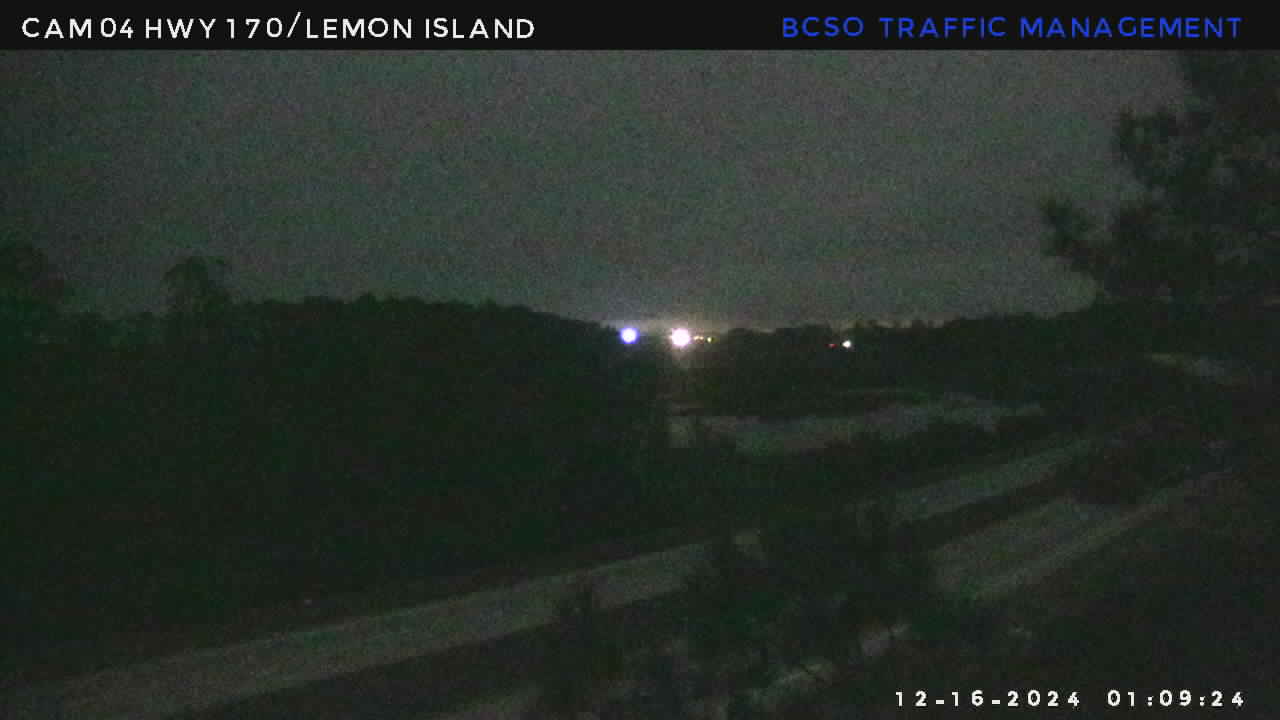 CAM04 HWY 170/LEMON ISLAND
BCSO TRAFFIC MANAGEMENT
12-16-2024 01:09:24